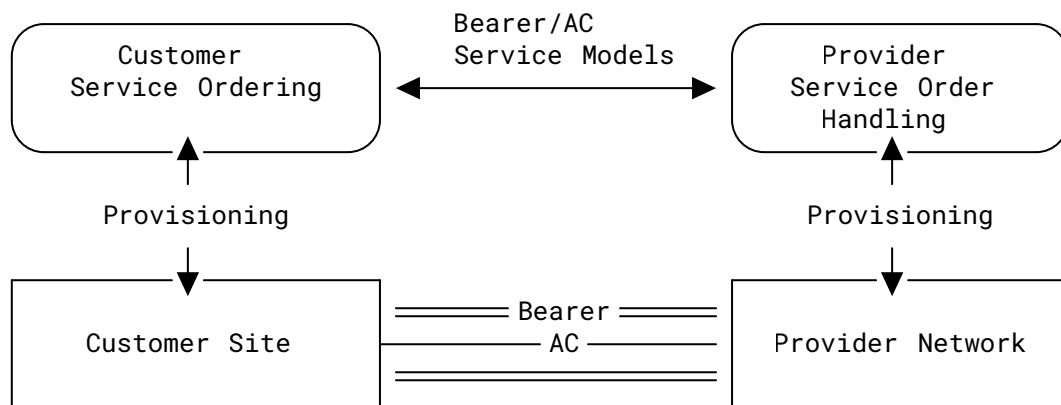 Bearer/AC
Service Models
Customer
Service Ordering
Provider
Service Order
Handling
Provisioning
Provisioning
Bearer
Customer Site
AC
Provider Network